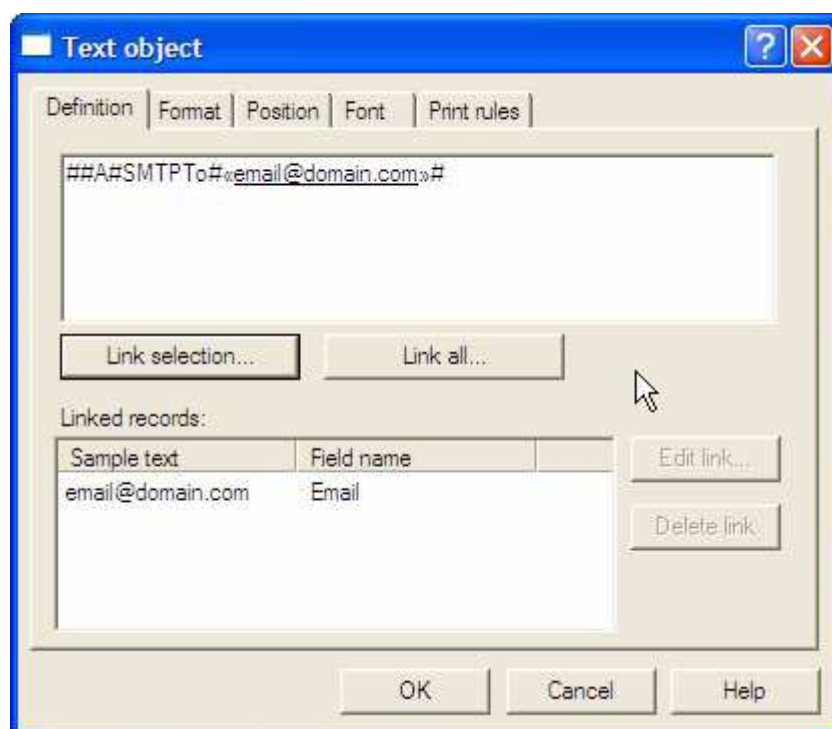 Text object
Definition Format Position Font Print rules
##A#SMTPTo#«email@domain.com»#
Link selection... Link all...
Linked records:
Sample text Field name
email@domain.com Email
Edit link...
Delete link
OK Cancel Help